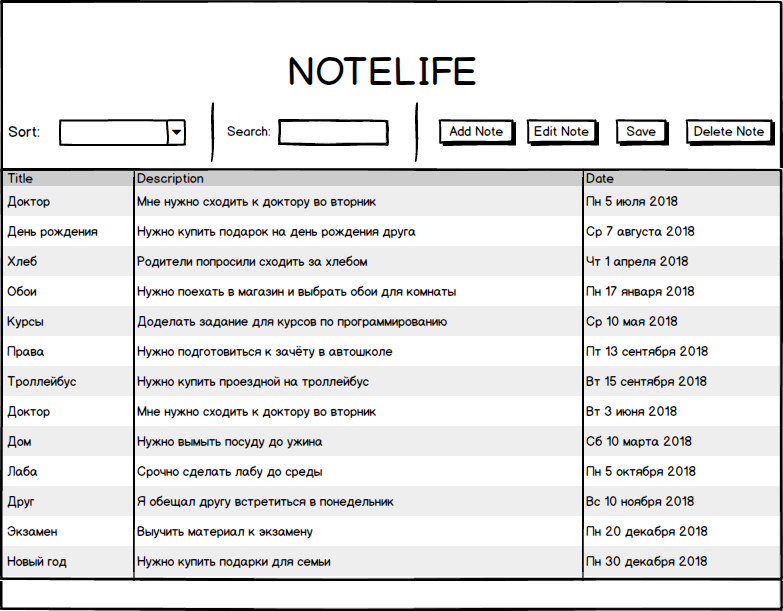 NOTELIFE
Sort: Search: Add Note Edit Note Save Delete Note
Title Description Date
Доктор Мне нужно сходить к доктору во вторник Пн 5 июля 2018
День рождения Нужно купить подарок на день рождения друга Ср 7 августа 2018
Хлеб Родители попросили сходить за хлебом Чт 1 апреля 2018
Обои Нужно поехать в магазин и выбрать обои для комнаты Пн 17 января 2018
Курсы Доделать задание для курсов по программированию Ср 10 мая 2018
Права Нужно подготовиться к зачёту в автошколе Пт 13 сентября 2018
Троллейбус Нужно купить проездной на троллейбус Вт 15 сентября 2018
Доктор Мне нужно сходить к доктору во вторник Вт 3 июня 2018
Дом Нужно вымыть посуду до ужина Сб 10 марта 2018
Лаба Срочно сделать лабу до среды Пн 5 октября 2018
Друг Я обещал другу встретиться в понедельник Вс 10 ноября 2018
Экзамен Выучить материал к экзамену Пн 20 декабря 2018
Новый год Нужно купить подарки для семьи Пн 30 декабря 2018